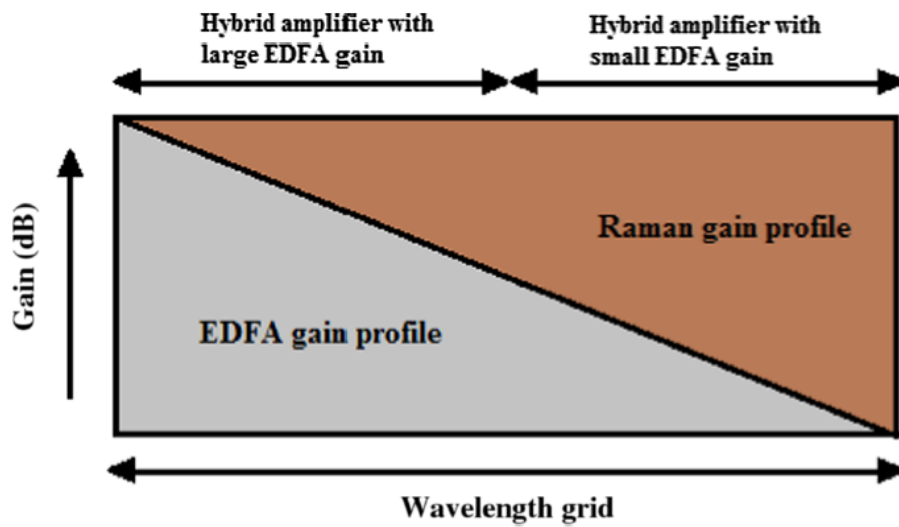 Hybrid amplifier with
large EDFA gain
Hybrid amplifier with
small EDFA gain
Gain (dB)
Raman gain profile
EDFA gain profile
Wavelength grid